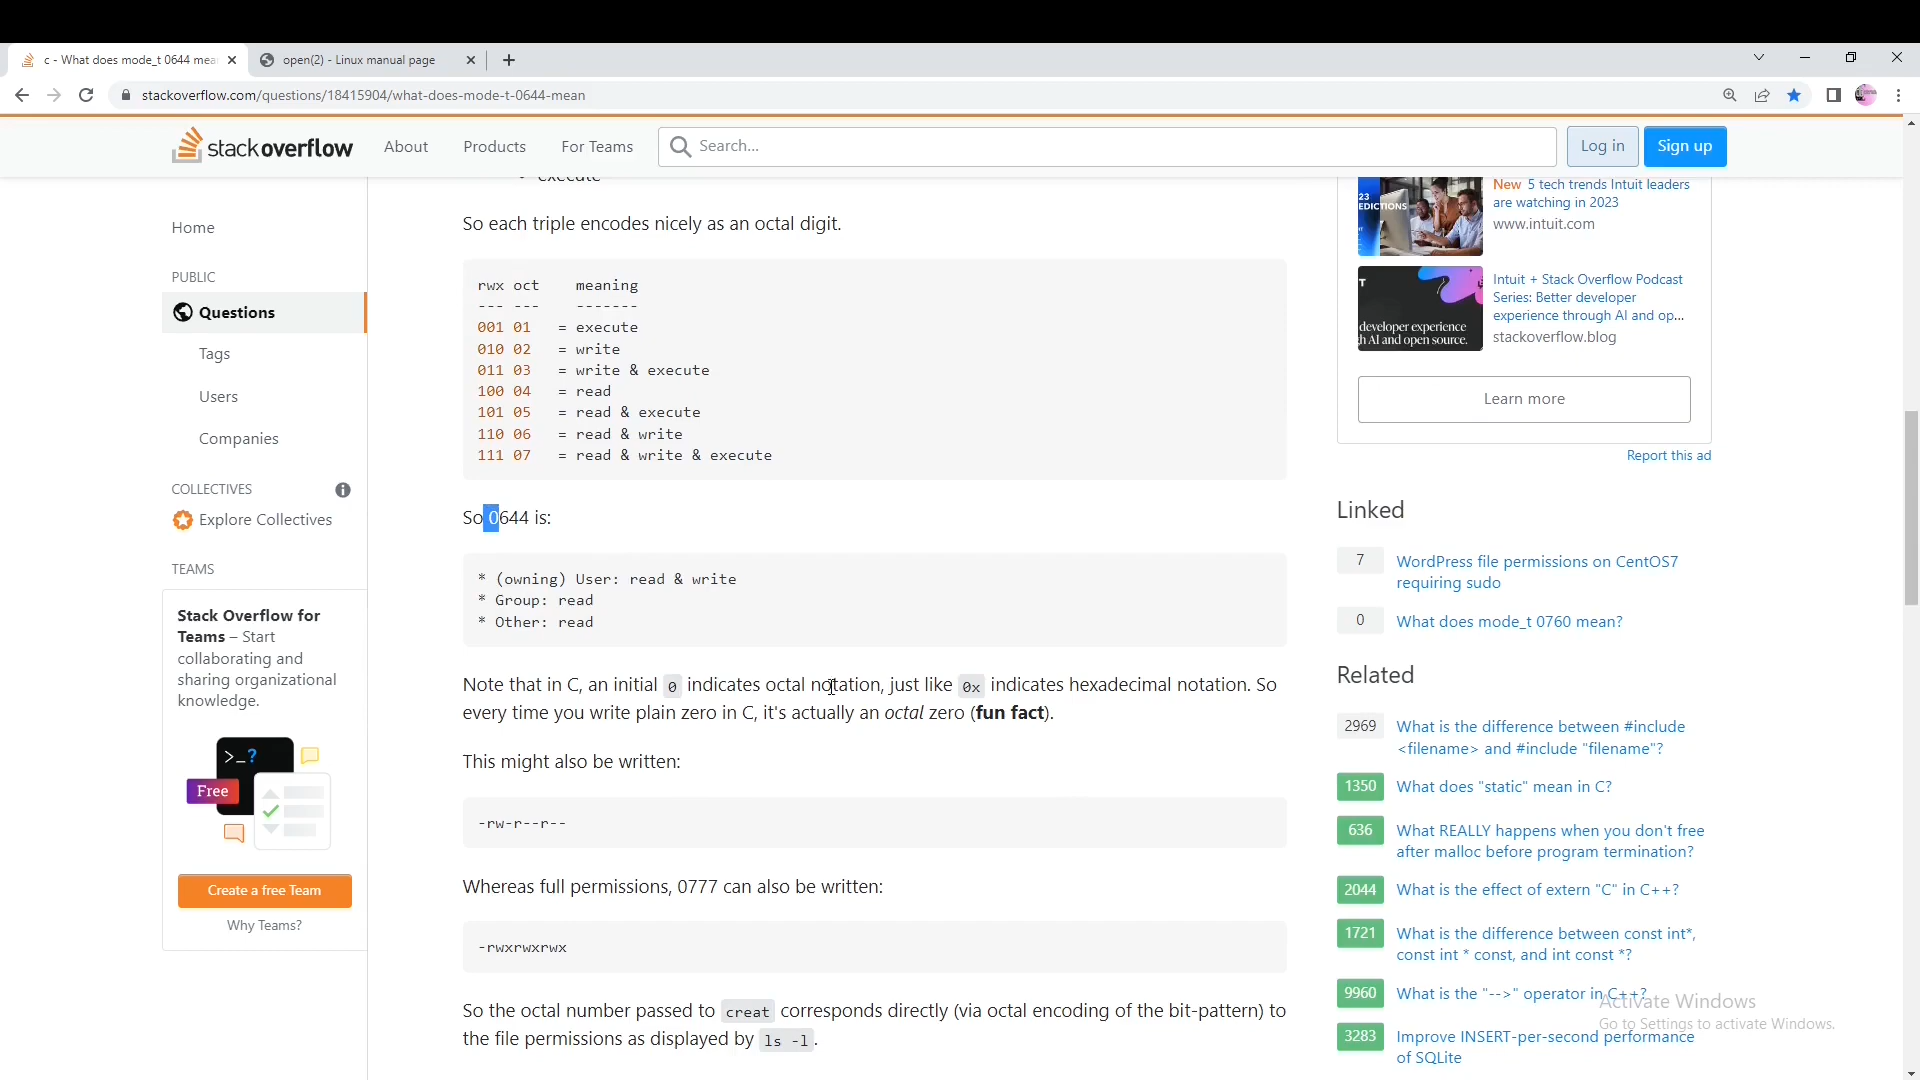 c - What does mode_t 0644 mea
open(2) - Linux manual page
stackoverflow.com/questions/18415904/what-does-mode-t-0644-mean
stackoverflow
About
Products
For Teams
Search...
Log in
Sign up
Home
PUBLIC
Questions
Tags
Users
Companies
COLLECTIVES
Explore Collectives
TEAMS
Stack Overflow for
Teams – Start
collaborating and
sharing organizational
knowledge.
>_?
Free
Create a free Team
Why Teams?
execute
So each triple encodes nicely as an octal digit.
rwx oct    meaning
--- ---    -------
001 01   = execute
010 02   = write
011 03   = write & execute
100 04   = read
101 05   = read & execute
110 06   = read & write
111 07   = read & write & execute
So 0644 is:
* (owning) User: read & write
* Group: read
* Other: read
Note that in C, an initial 0 indicates octal notation, just like 0x indicates hexadecimal notation. So
every time you write plain zero in C, it's actually an octal zero (fun fact).
This might also be written:
-rw-r--r--
Whereas full permissions, 0777 can also be written:
-rwxrwxrwx
So the octal number passed to creat corresponds directly (via octal encoding of the bit-pattern) to
the file permissions as displayed by ls -l.
23
EDICTIONS
New 5 tech trends Intuit leaders
are watching in 2023
www.intuit.com
developer experience
h AI and open source.
Intuit + Stack Overflow Podcast
Series: Better developer
experience through AI and op...
stackoverflow.blog
Learn more
Report this ad
Linked
7 WordPress file permissions on CentOS7
requiring sudo
0 What does mode_t 0760 mean?
Related
2969 What is the difference between #include
<filename> and #include "filename"?
1350 What does "static" mean in C?
636 What REALLY happens when you don't free
after malloc before program termination?
2044 What is the effect of extern "C" in C++?
1721 What is the difference between const int*,
const int * const, and int const *?
9960 What is the "-->" operator in C++?
Activate Windows
Go to Settings to activate Windows.
3283 Improve INSERT-per-second performance
of SQLite